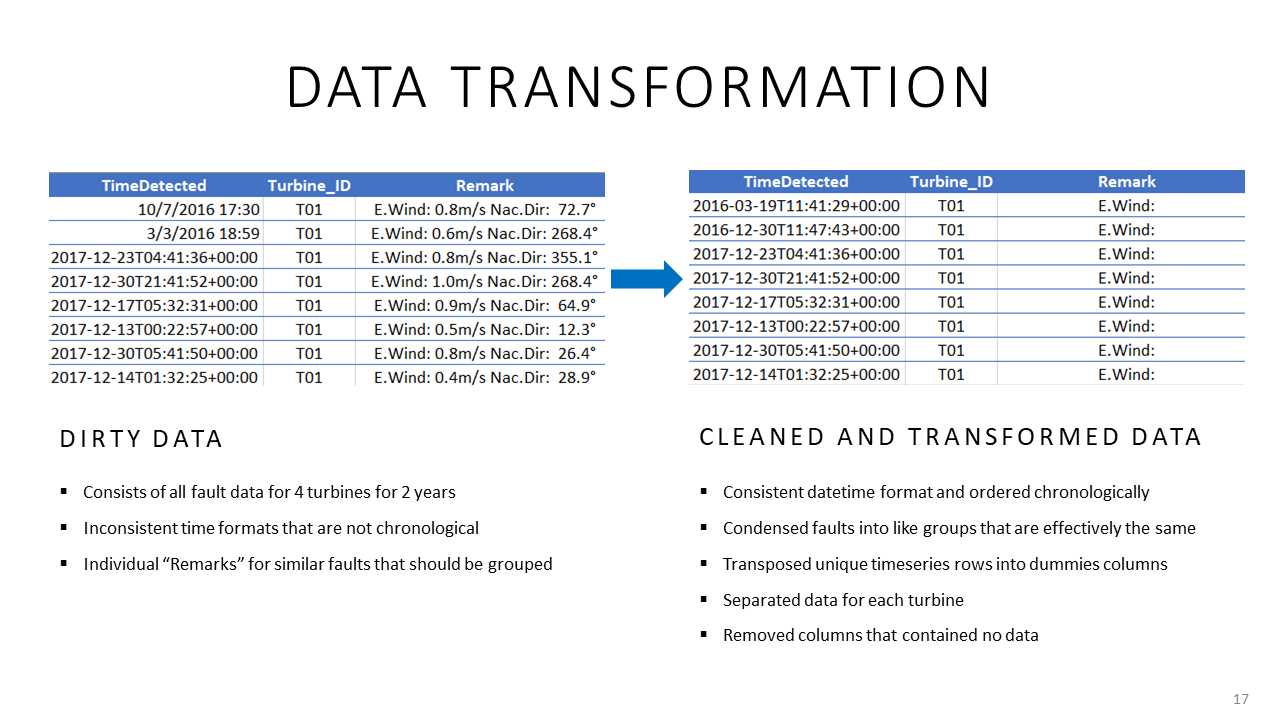 DATA TRANSFORMATION
TimeDetected Turbine_ID Remark
10/7/2016 17:30 T01 E.Wind: 0.8m/s Nac.Dir: 72.7°
3/3/2016 18:59 T01 E.Wind: 0.6m/s Nac.Dir: 268.4°
2017-12-23T04:41:36+00:00 T01 E.Wind: 0.8m/s Nac.Dir: 355.1°
2017-12-30T21:41:52+00:00 T01 E.Wind: 1.0m/s Nac.Dir: 268.4°
2017-12-17T05:32:31+00:00 T01 E.Wind: 0.9m/s Nac.Dir: 64.9°
2017-12-13T00:22:57+00:00 T01 E.Wind: 0.5m/s Nac.Dir: 12.3°
2017-12-30T05:41:50+00:00 T01 E.Wind: 0.8m/s Nac.Dir: 26.4°
2017-12-14T01:32:25+00:00 T01 E.Wind: 0.4m/s Nac.Dir: 28.9°
TimeDetected Turbine_ID Remark
2016-03-19T11:41:29+00:00 T01 E.Wind:
2016-12-30T11:47:43+00:00 T01 E.Wind:
2017-12-23T04:41:36+00:00 T01 E.Wind:
2017-12-30T21:41:52+00:00 T01 E.Wind:
2017-12-17T05:32:31+00:00 T01 E.Wind:
2017-12-13T00:22:57+00:00 T01 E.Wind:
2017-12-30T05:41:50+00:00 T01 E.Wind:
2017-12-14T01:32:25+00:00 T01 E.Wind:
DIRTY DATA
▪ Consists of all fault data for 4 turbines for 2 years
▪ Inconsistent time formats that are not chronological
▪ Individual “Remarks” for similar faults that should be grouped
CLEANED AND TRANSFORMED DATA
▪ Consistent datetime format and ordered chronologically
▪ Condensed faults into like groups that are effectively the same
▪ Transposed unique timeseries rows into dummies columns
▪ Separated data for each turbine
▪ Removed columns that contained no data
17